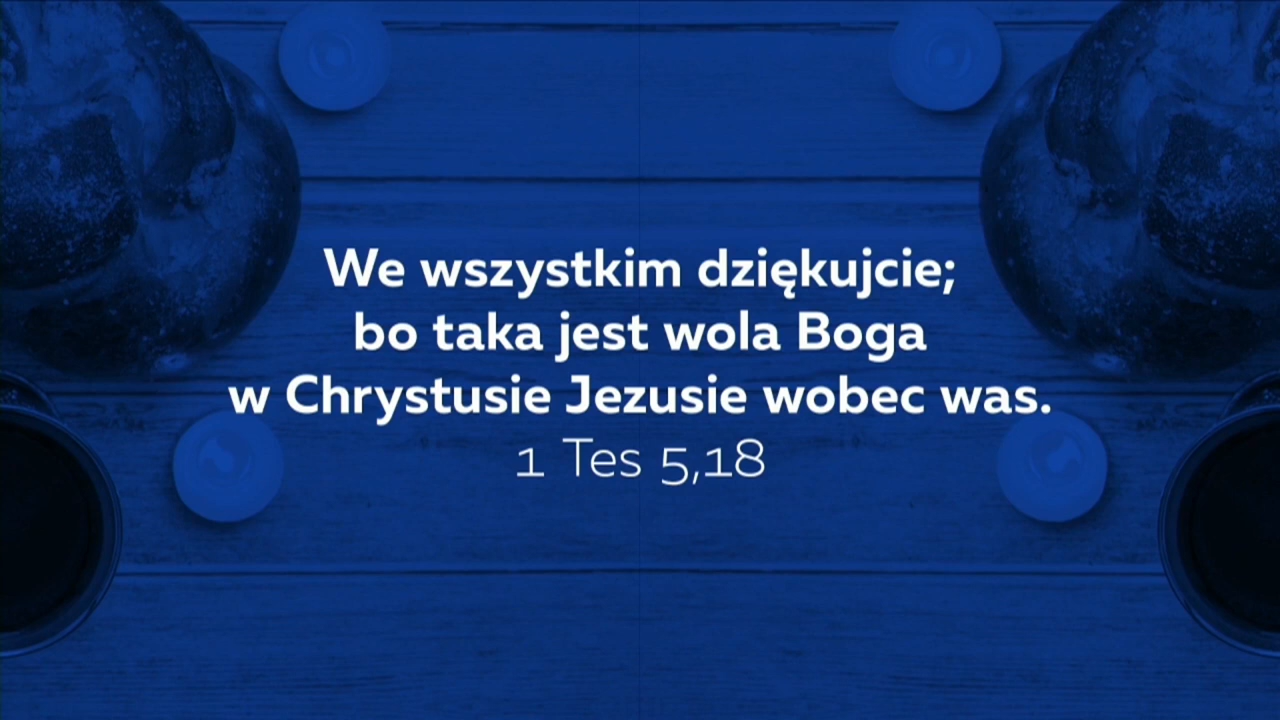 We wszystkim dziękujcie;
bo taka jest wola Boga
w Chrystusie Jezusie wobec was.
1 Tes 5,18